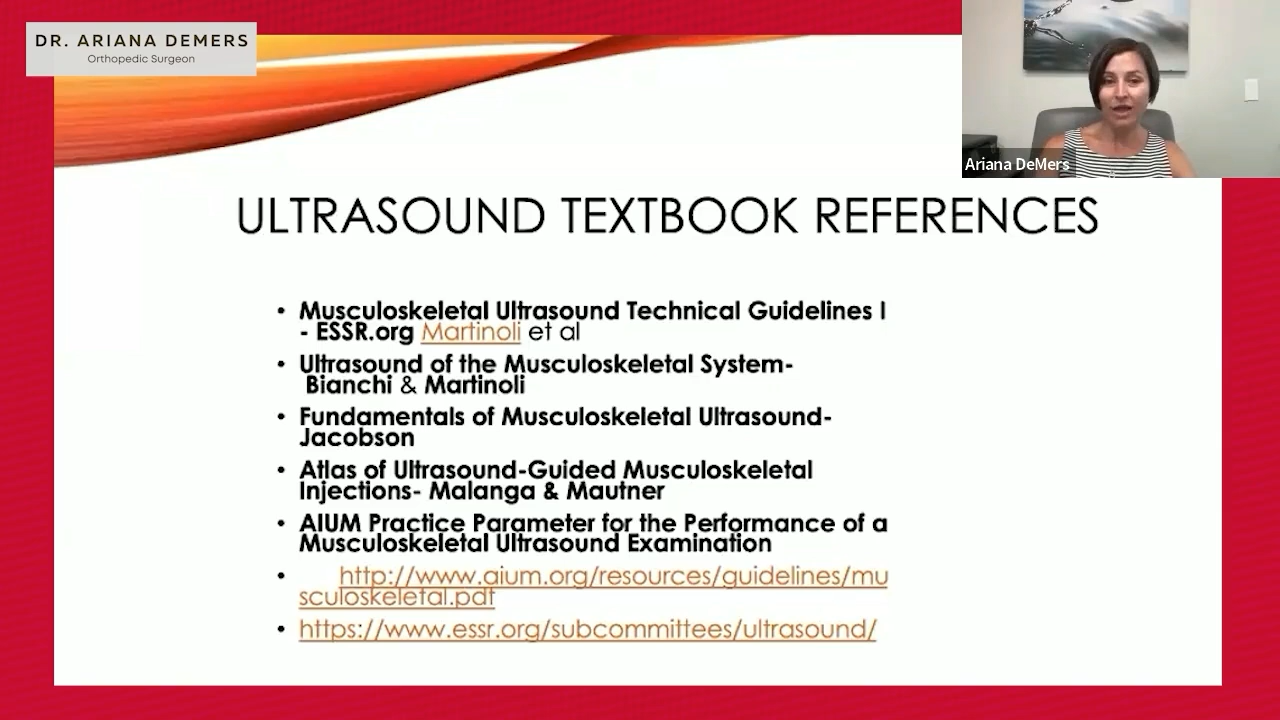 DR. ARIANA DEMERS
Orthopedic Surgeon
Ariana DeMers
ULTRASOUND TEXTBOOK REFERENCES
• Musculoskeletal Ultrasound Technical Guidelines I
- ESSR.org Martinoli et al
• Ultrasound of the Musculoskeletal System-
Bianchi & Martinoli
• Fundamentals of Musculoskeletal Ultrasound-
Jacobson
• Atlas of Ultrasound-Guided Musculoskeletal
Injections- Malanga & Mautner
• AIUM Practice Parameter for the Performance of a
Musculoskeletal Ultrasound Examination
• http://www.aium.org/resources/guidelines/mu
sculoskeletal.pdf
• https://www.essr.org/subcommittees/ultrasound/